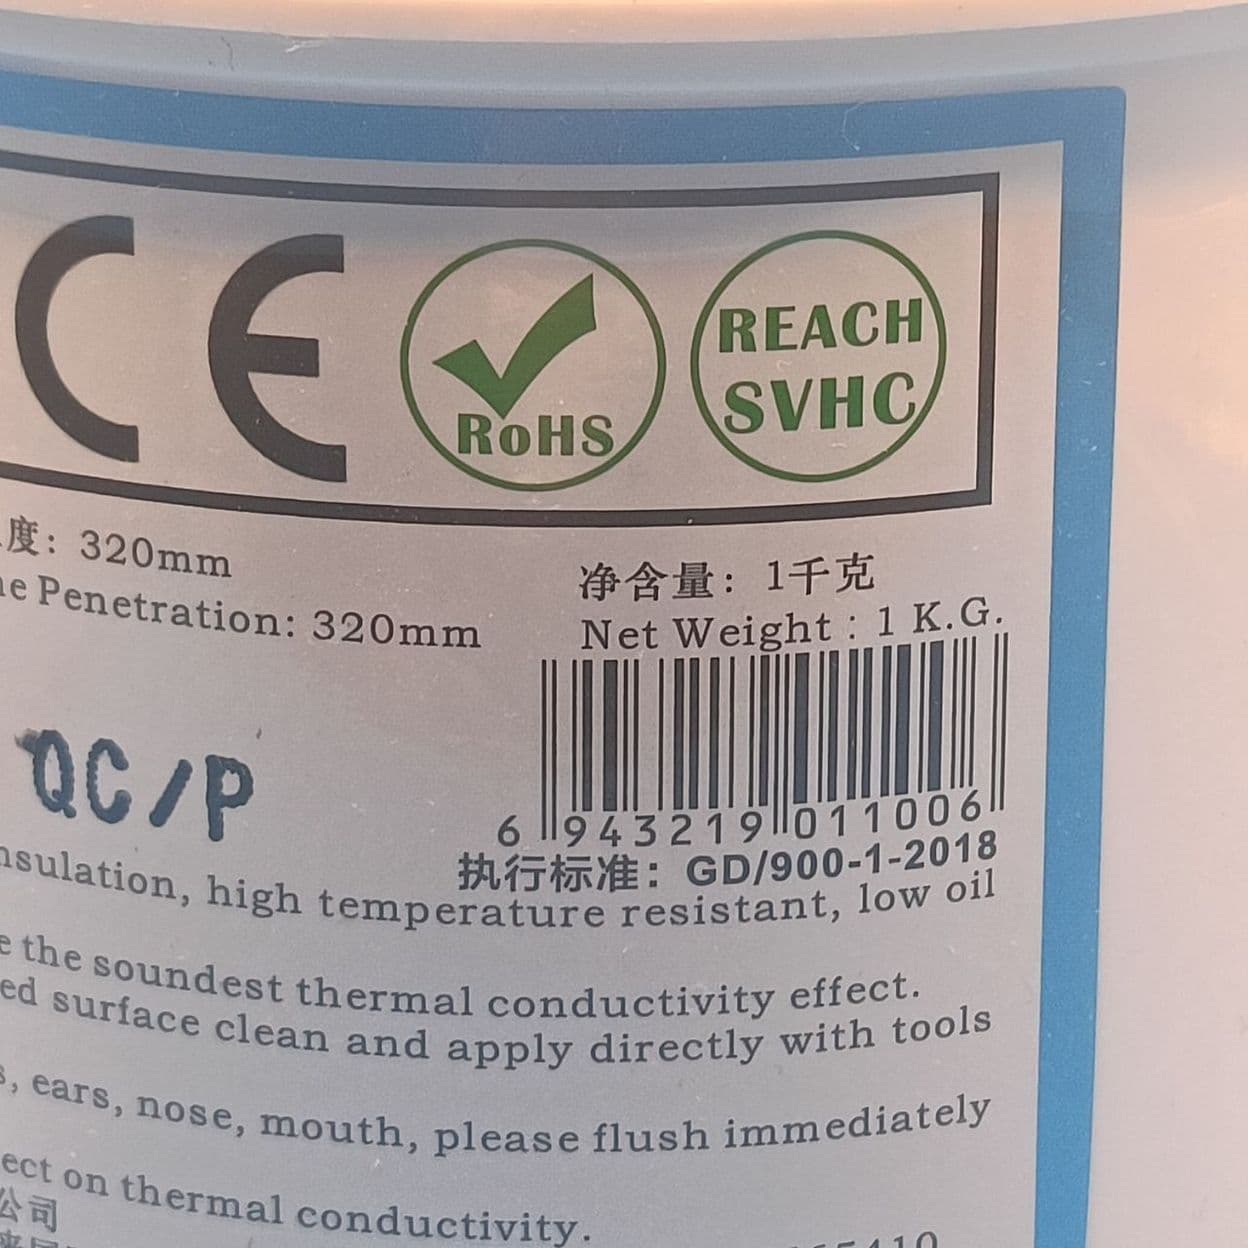 CE
RoHS
REACH
SVHC
度: 320mm
Penetration: 320mm
净含量: 1千克
Net Weight : 1 K.G.
6 943219 011006
QC/P
执行标准: GD/900-1-2018
nsulation, high temperature resistant, low oil
e the soundest thermal conductivity effect.
ed surface clean and apply directly with tools
s, ears, nose, mouth, please flush immediately
ect on thermal conductivity.
公司